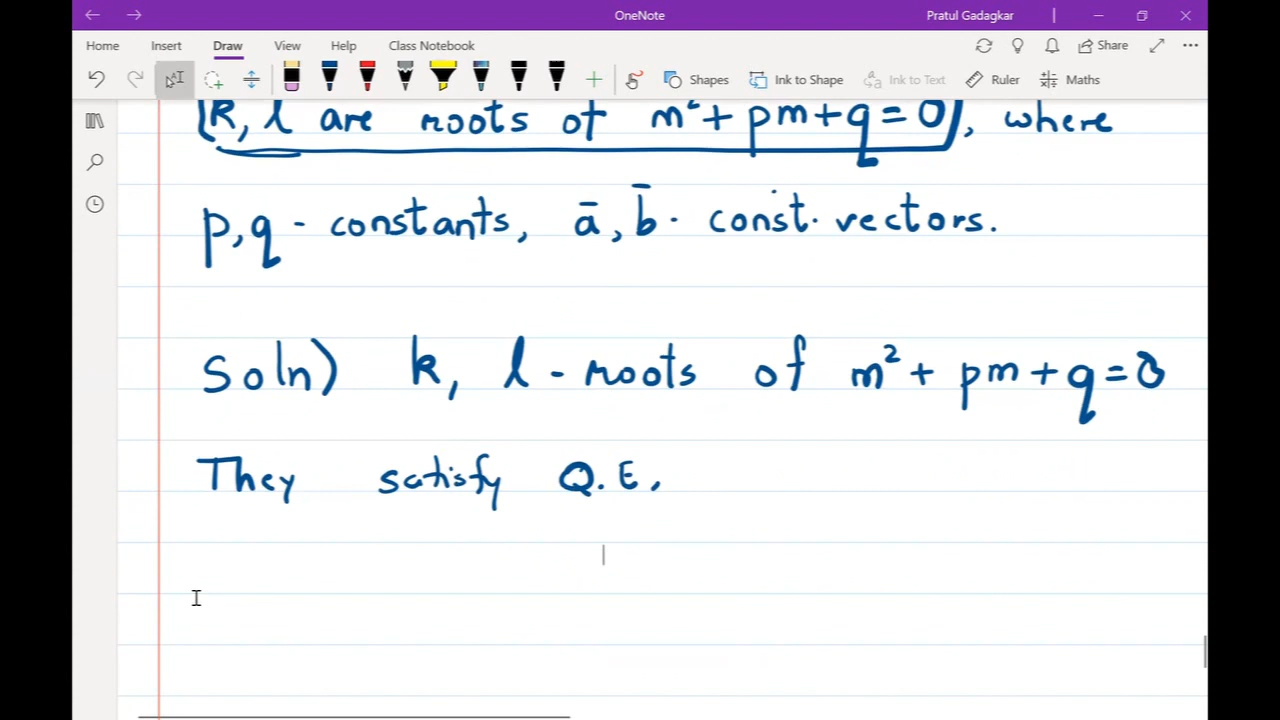 OneNote
Pratul Gadagkar
Home Insert Draw View Help Class Notebook
Share
Shapes Ink to Shape Ink to Text Ruler Maths
[k, l are roots of m²+pm+q=0], where
p,q - constants, ā, b̄ - const. vectors.
Soln) k, l - roots of m²+ pm+q=0
They satisfy Q.E.